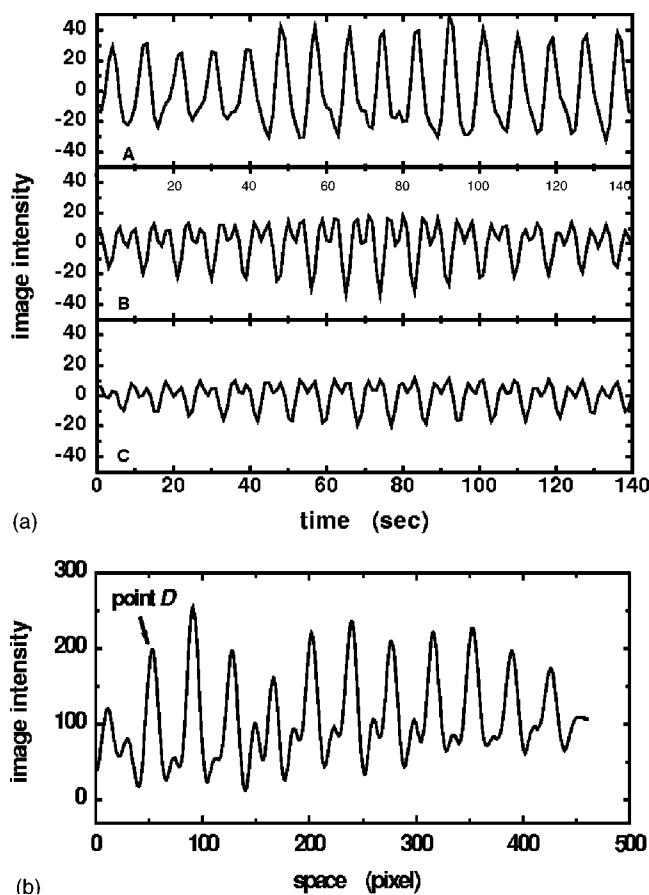 40
20
0
-20
-40
A
20 40 60 80 100 120 140
40
20
0
-20
-40
B
40
20
0
-20
-40
C
image intensity
0 20 40 60 80 100 120 140
(a)
time (sec)
300
200
100
0
point D
image intensity
0 100 200 300 400 500
space (pixel)
(b)